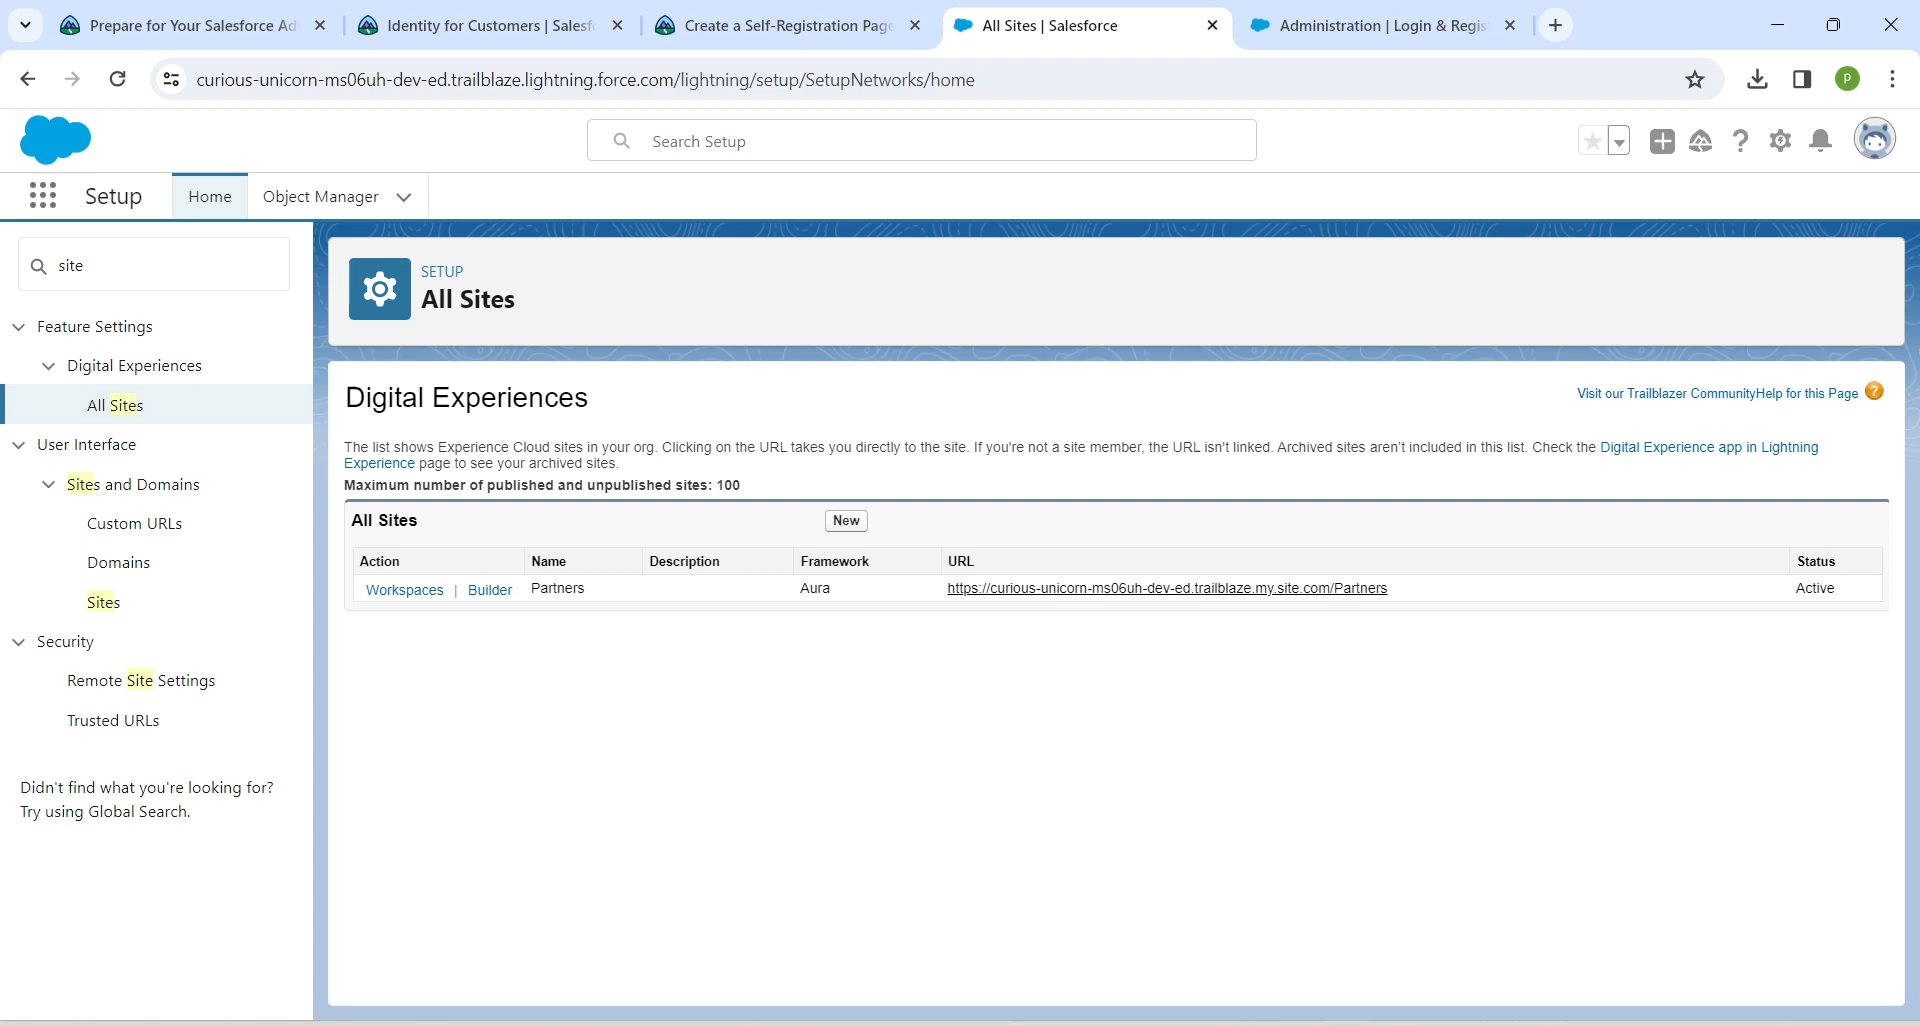 Prepare for Your Salesforce Ad
Identity for Customers | Salesf
Create a Self-Registration Page
All Sites | Salesforce
Administration | Login & Regis
curious-unicorn-ms06uh-dev-ed.trailblaze.lightning.force.com/lightning/setup/SetupNetworks/home
P
Search Setup
Setup
Home
Object Manager
site
Feature Settings
Digital Experiences
All Sites
User Interface
Sites and Domains
Custom URLs
Domains
Sites
Security
Remote Site Settings
Trusted URLs
Didn't find what you're looking for?
Try using Global Search.
SETUP
All Sites
Digital Experiences
Visit our Trailblazer Community Help for this Page ?
The list shows Experience Cloud sites in your org. Clicking on the URL takes you directly to the site. If you're not a site member, the URL isn't linked. Archived sites aren't included in this list. Check the Digital Experience app in Lightning
Experience page to see your archived sites.
Maximum number of published and unpublished sites: 100
All Sites New
Action Name Description Framework URL Status
Workspaces | Builder Partners Aura https://curious-unicorn-ms06uh-dev-ed.trailblaze.my.site.com/Partners Active